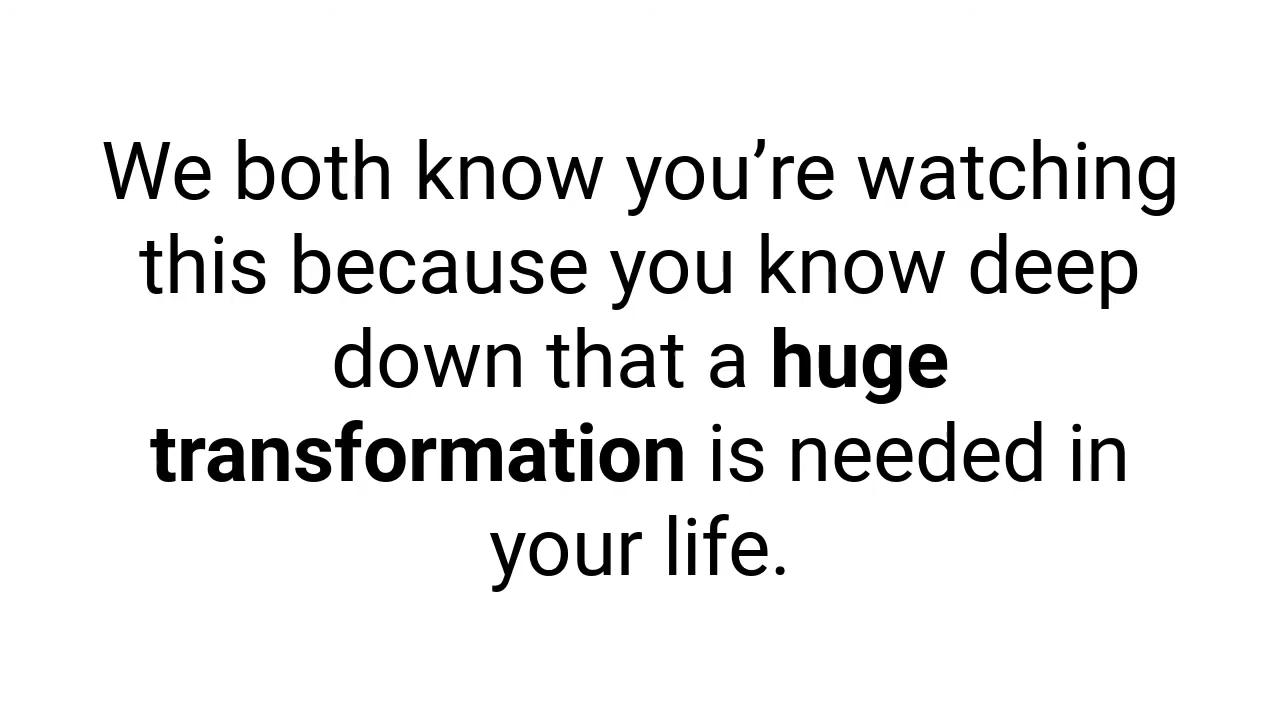 We both know you’re watching
this because you know deep
down that a huge
transformation is needed in
your life.